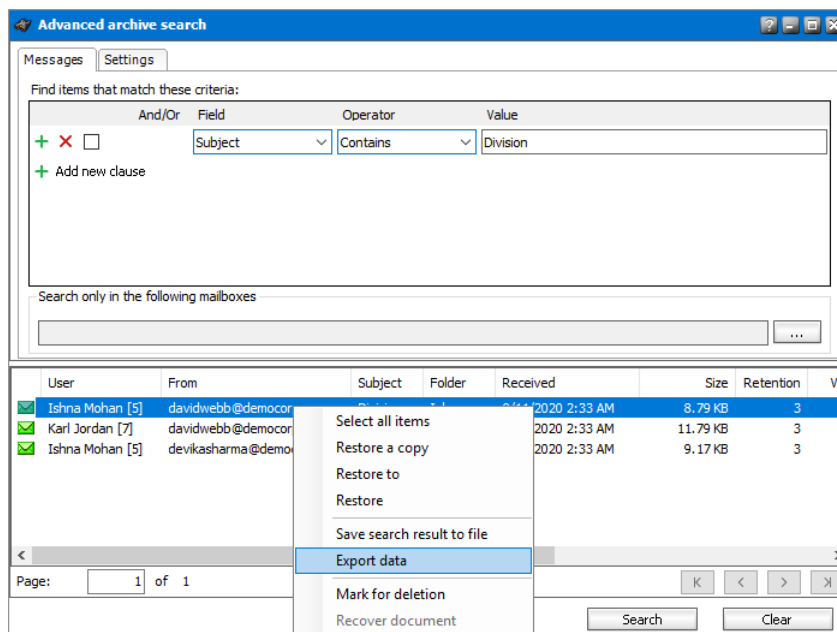 Advanced archive search
Messages Settings
Find items that match these criteria:
And/Or Field Operator Value
Subject Contains Division
Add new clause
Search only in the following mailboxes
...
User From Subject Folder Received Size Retention
Ishna Mohan [5] davidwebb@democor /2020 2:33 AM 8.79 KB 3
Karl Jordan [7] davidwebb@democor /2020 2:33 AM 11.79 KB 3
Ishna Mohan [5] devikasharma@demo /2020 2:33 AM 9.17 KB 3
Select all items
Restore a copy
Restore to
Restore
Save search result to file
Export data
Mark for deletion
Recover document
Page: 1 of 1
Search Clear